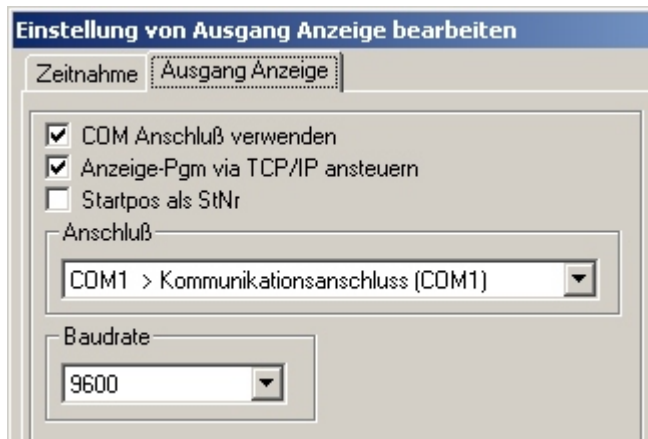 Einstellung von Ausgang Anzeige bearbeiten
Zeitnahme Ausgang Anzeige
COM Anschluß verwenden
Anzeige-Pgm via TCP/IP ansteuern
Startpos als StNr
Anschluß
COM1 > Kommunikationsanschluss (COM1)
Baudrate
9600